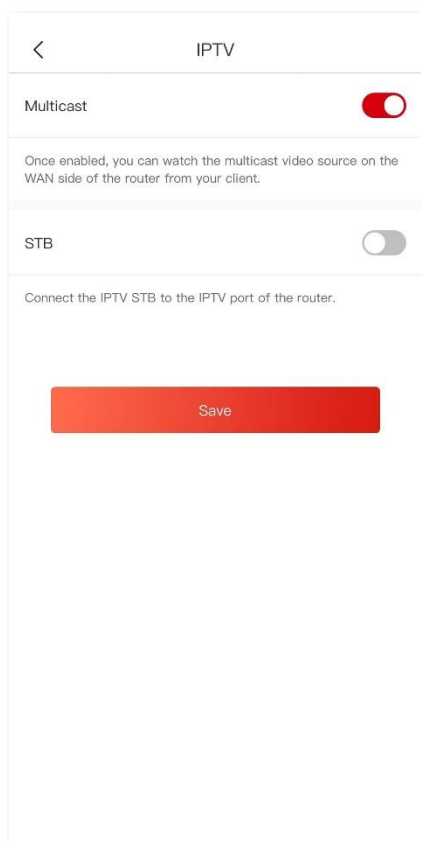 IPTV
Multicast
Once enabled, you can watch the multicast video source on the
WAN side of the router from your client.
STB
Connect the IPTV STB to the IPTV port of the router.
Save